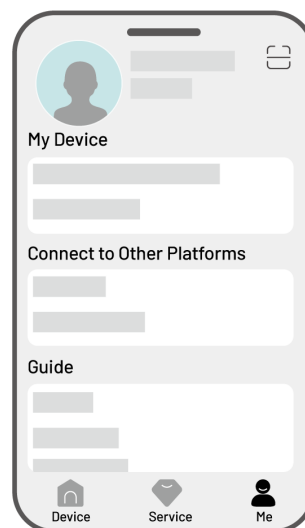 My Device
Connect to Other Platforms
Guide
Device
Service
Me